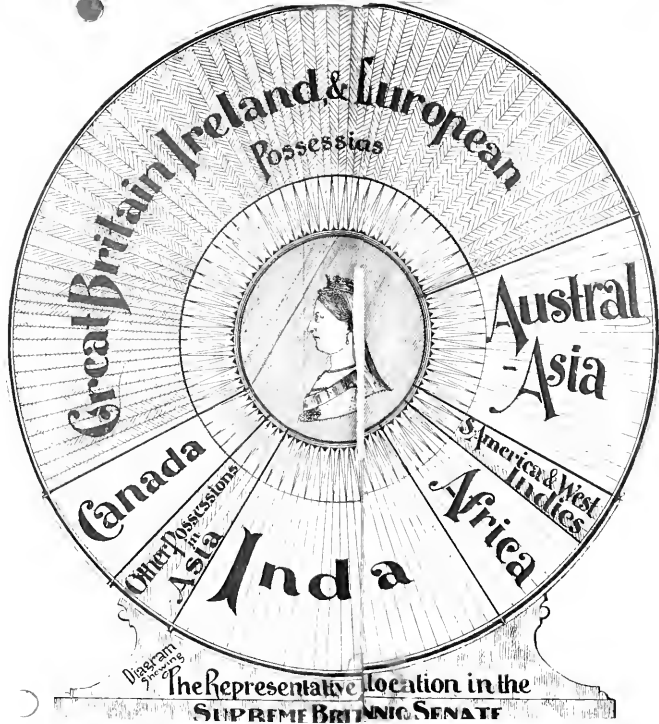 Great Britain Ireland, & European
Possessias
Austral
-Asia
S. America & West
Indies
Africa
Inda
Other Possessions
in
Asia
Canada
Diagram
Showing
The Representative llocation in the
SUPREME BRITNNIC SENATE